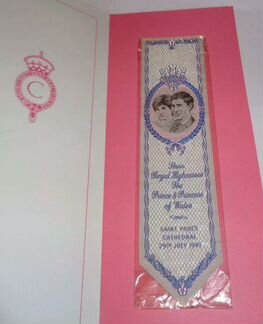 C
Their
Royal Highnesses
The
Prince & Princess
of Wales
SAINT PAUL'S
CATHEDRAL
29TH JULY 1981